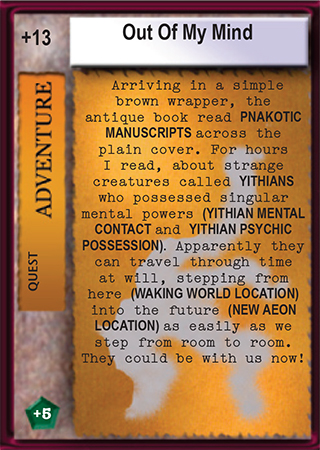 +13
Out Of My Mind
ADVENTURE
QUEST
Arriving in a simple
brown wrapper, the
antique book read PNAKOTIC
MANUSCRIPTS across the
plain cover. For hours
I read, about strange
creatures called YITHIANS
who possessed singular
mental powers (YITHIAN MENTAL
CONTACT and YITHIAN PSYCHIC
POSSESSION). Apparently they
can travel through time
at will, stepping from
here (WAKING WORLD LOCATION)
into the future (NEW AEON
LOCATION) as easily as we
step from room to room.
They could be with us now!
+5